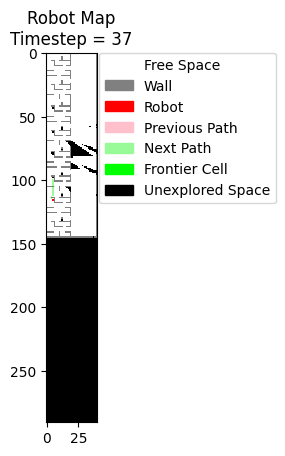 Robot Map
Timestep = 37
0
50
100
150
200
250
0
25
Free Space
Wall
Robot
Previous Path
Next Path
Frontier Cell
Unexplored Space